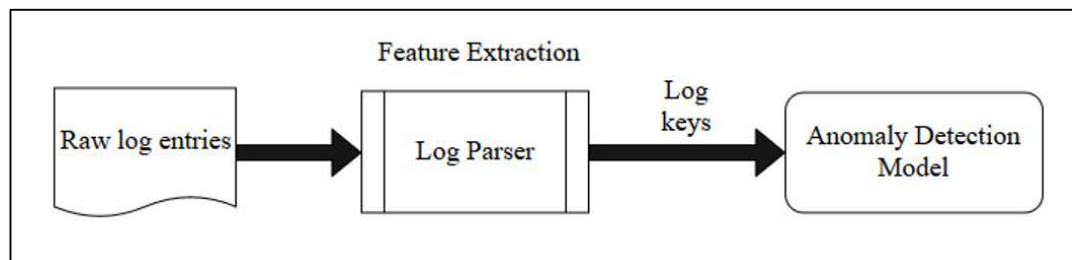 Feature Extraction
Raw log entries
Log Parser
Log
keys
Anomaly Detection
Model